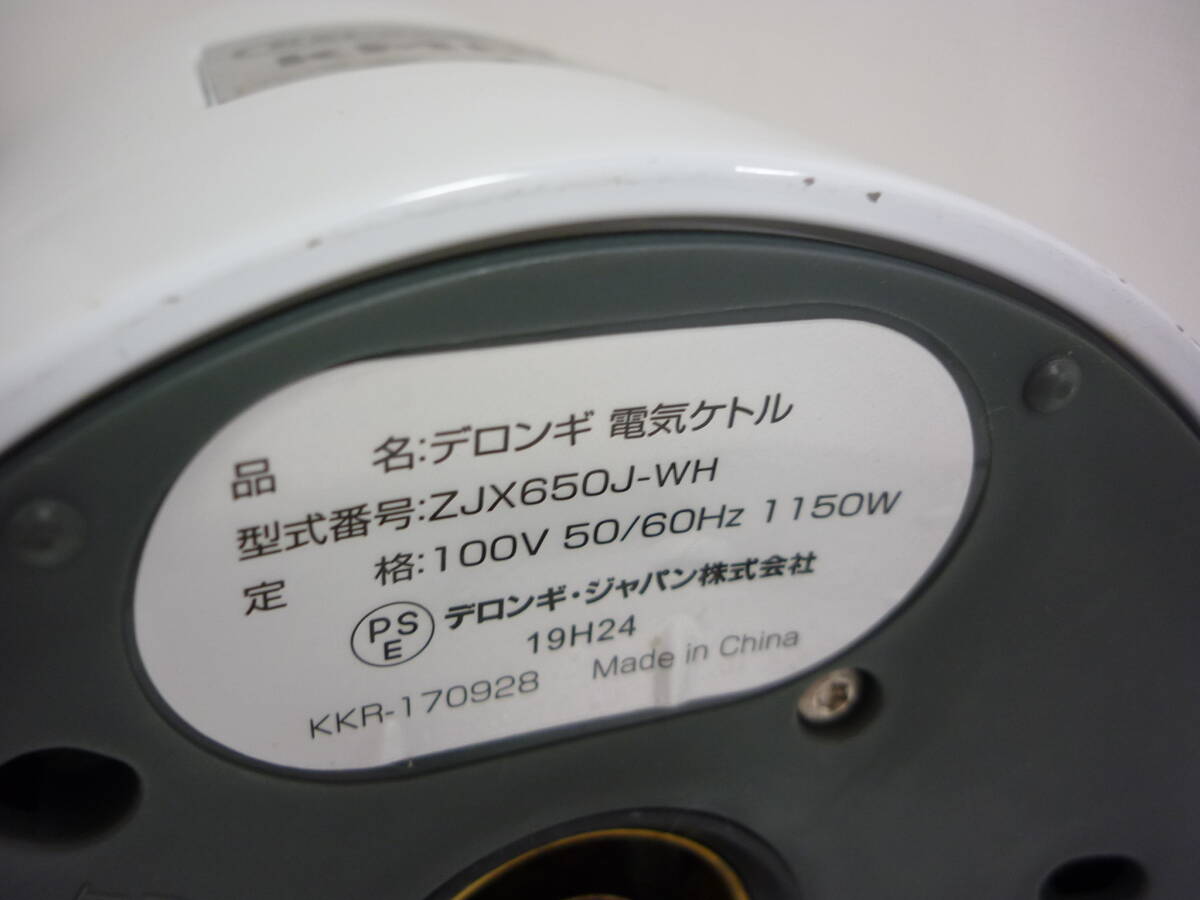 品 名:デロンギ 電気ケトル
型式番号:ZJX650J-WH
定 格:100V 50/60Hz 1150W
PSE デロンギ・ジャパン株式会社
19H24
KKR-170928 Made in China